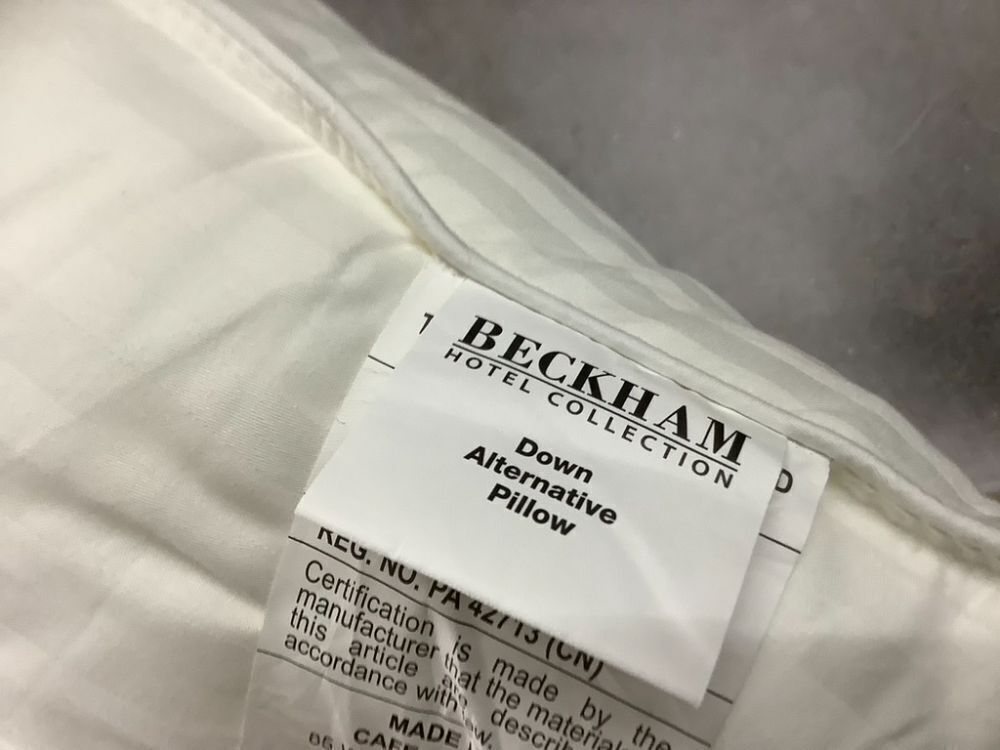 BECKHAM
HOTEL COLLECTION
Down
Alternative
Pillow
REG. NO. PA 42713 (CN)
Certification is made by the
manufacturer that the materials
this article are described
accordance with
MADE
CAFE